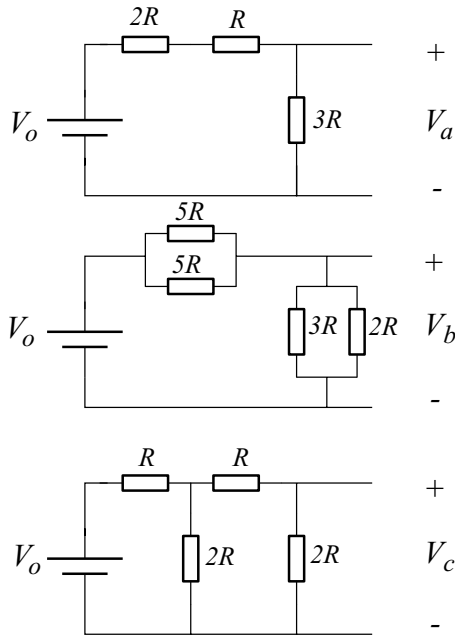 2R R +
V_o 3R V_a
-
5R
5R +
V_o 3R 2R V_b
-
R R +
V_o 2R 2R V_c
-